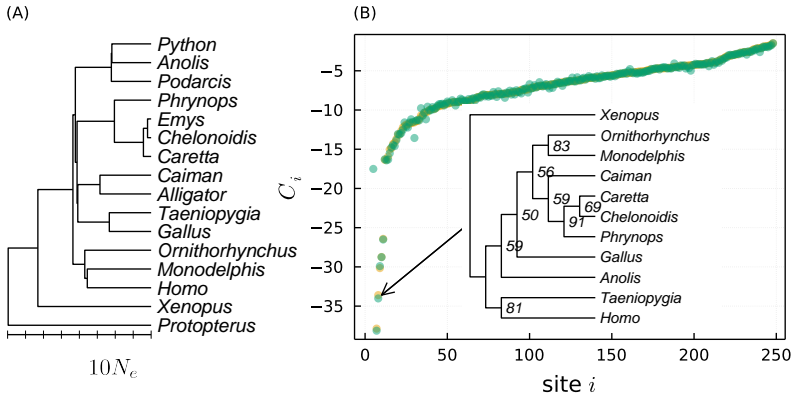 (A)
Python
Anolis
Podarcis
Phrynops
Emys
Chelonoidis
Caretta
Caiman
Alligator
Taeniopygia
Gallus
Ornithorhynchus
Monodelphis
Homo
Xenopus
Protopterus
10Nₑ
(B)
Cᵢ
−5
−10
−15
−20
−25
−30
−35
0
50
100
150
200
250
site i
Xenopus
Ornithorhynchus
83
Monodelphis
56
Caiman
59
Caretta
69
50
Chelonoidis
91
Phrynops
59
Gallus
Anolis
Taeniopygia
81
Homo